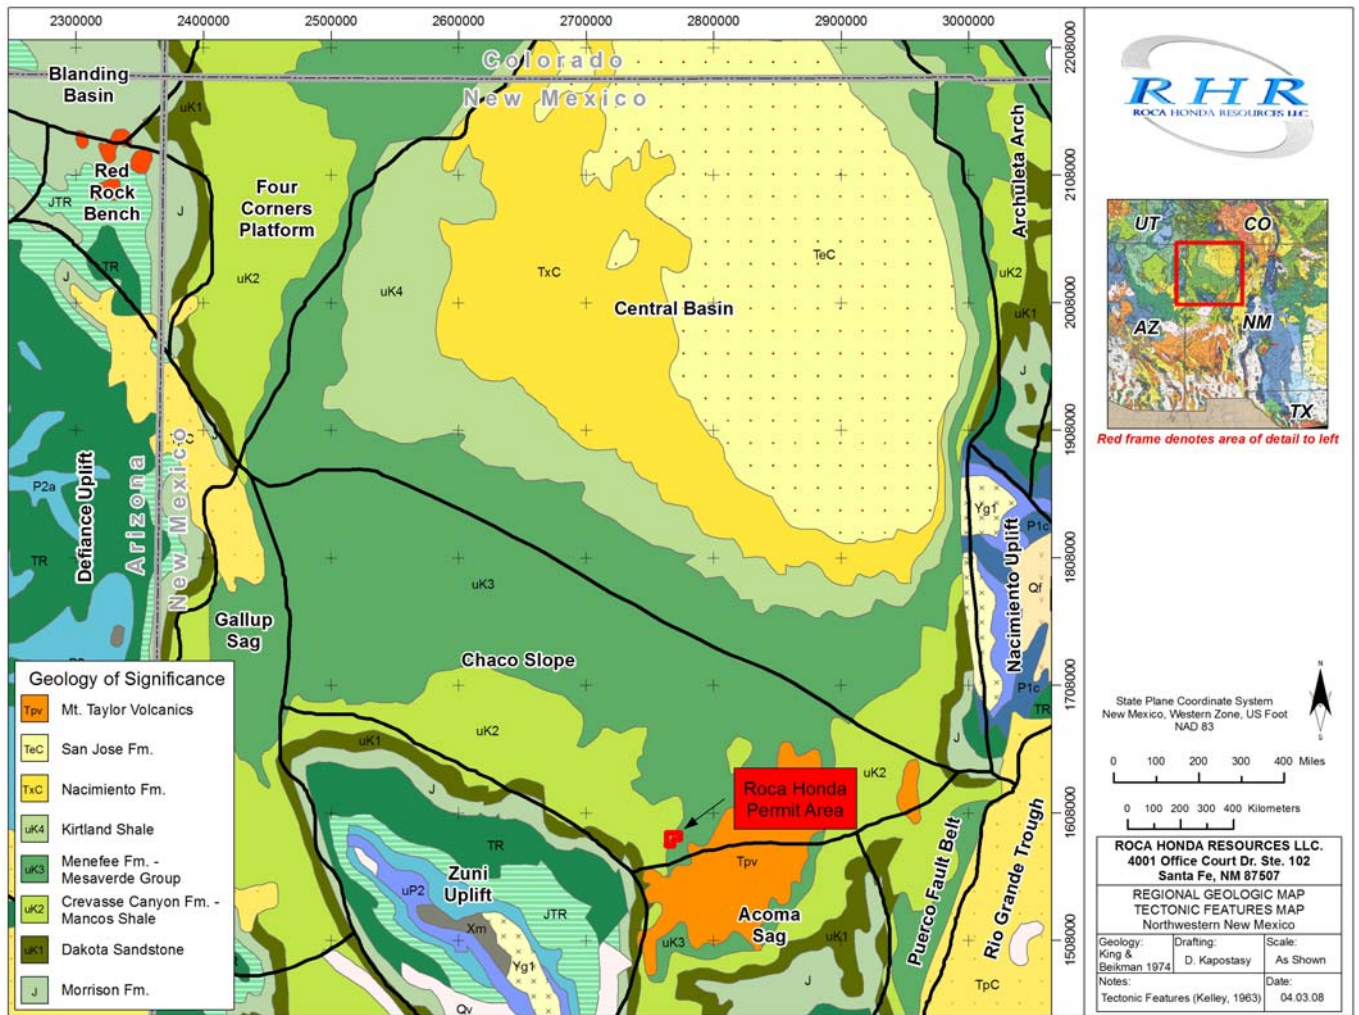 2300000 2400000 2500000 2600000 2700000 2800000 2900000 3000000
2208000
2108000
2008000
1908000
1808000
1708000
1608000
1508000
Colorado
New Mexico
Arizona
New Mexico
Blanding
Basin
uK1
Red
Rock
Bench
JTR
J
TR
J
Four
Corners
Platform
uK2
uK4
TxC
TeC
Central Basin
Archuleta Arch
uK2
uK1
J
Defiance Uplift
P2a
TR
J
Gallup
Sag
uK3
Chaco Slope
uK2
uK1
J
TR
uP2
Zuni
Uplift
JTR
Xm
Yg1
Qv
Nacimiento Uplift
Yg1
P1c
Qf
P1c
TR
J
uK2
Roca Honda
Permit Area
Tpv
Acoma
Sag
uK3
uK1
J
Puerco Fault Belt
Rio Grande Trough
TpC
Geology of Significance
Tpv Mt. Taylor Volcanics
TeC San Jose Fm.
TxC Nacimiento Fm.
uK4 Kirtland Shale
uK3 Menefee Fm. -
Mesaverde Group
uK2 Crevasse Canyon Fm. -
Mancos Shale
uK1 Dakota Sandstone
J Morrison Fm.
RHR
ROCA HONDA RESOURCES LLC.
UT CO
AZ NM
TX
Red frame denotes area of detail to left
N
S
State Plane Coordinate System
New Mexico, Western Zone, US Foot
NAD 83
0 100 200 300 400 Miles
0 100 200 300 400 Kilometers
ROCA HONDA RESOURCES LLC.
4001 Office Court Dr. Ste. 102
Santa Fe, NM 87507
REGIONAL GEOLOGIC MAP
TECTONIC FEATURES MAP
Northwestern New Mexico
Geology:
King &
Beikman 1974
Drafting:
D. Kapostasy
Scale:
As Shown
Notes:
Tectonic Features (Kelley, 1963)
Date:
04.03.08